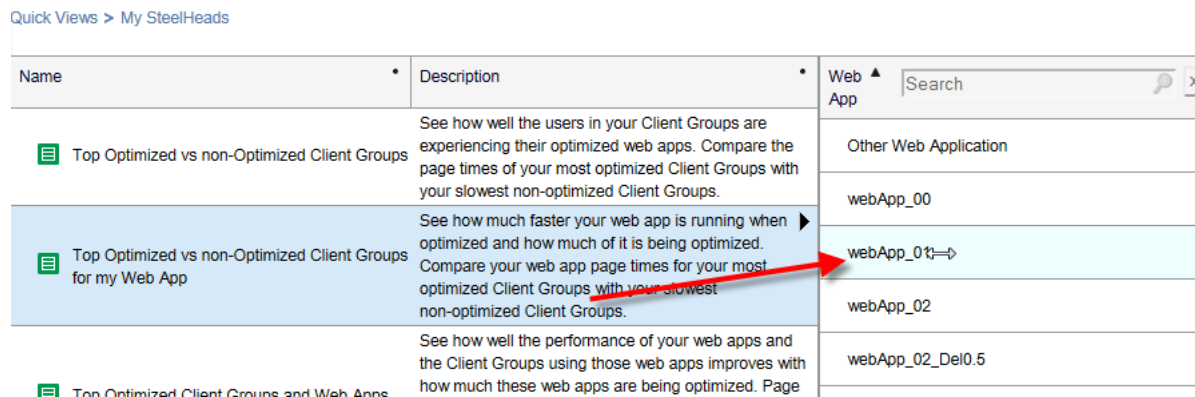 Quick Views > My SteelHeads
Name
Description
Web App
Search
Top Optimized vs non-Optimized Client Groups
See how well the users in your Client Groups are
experiencing their optimized web apps. Compare the
page times of your most optimized Client Groups with
your slowest non-optimized Client Groups.
Other Web Application
webApp_00
Top Optimized vs non-Optimized Client Groups
for my Web App
See how much faster your web app is running when
optimized and how much of it is being optimized.
Compare your web app page times for your most
optimized Client Groups with your slowest
non-optimized Client Groups.
webApp_01
webApp_02
Top Optimized Client Groups and Web Apps
See how well the performance of your web apps and
the Client Groups using those web apps improves with
how much these web apps are being optimized. Page
webApp_02_Del0.5